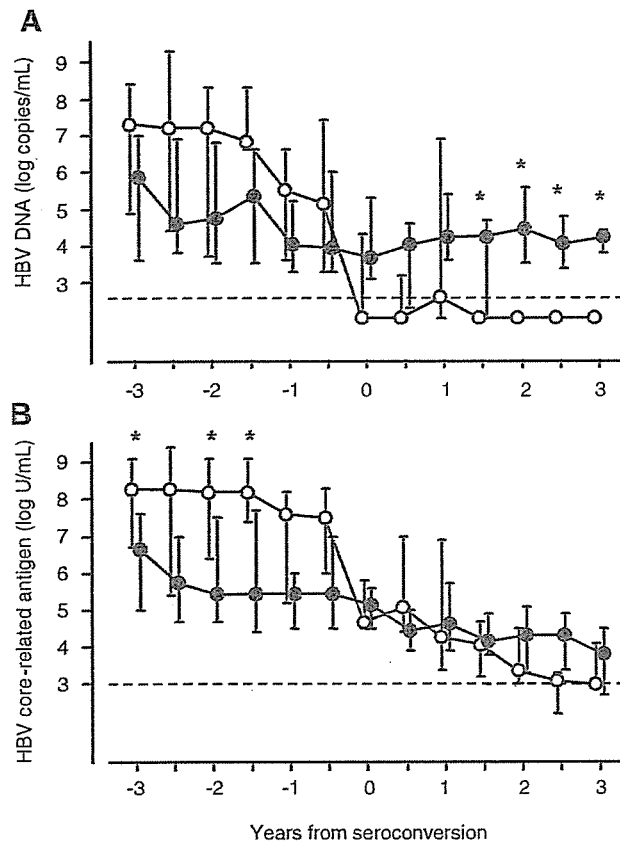 A
HBV DNA (log copies/mL)
9
8
7
6
5
4
3
* * * *
-3 -2 -1 0 1 2 3
B
HBV core-related antigen (log U/mL)
* * *
9
8
7
6
5
4
3
-3 -2 -1 0 1 2 3
Years from seroconversion